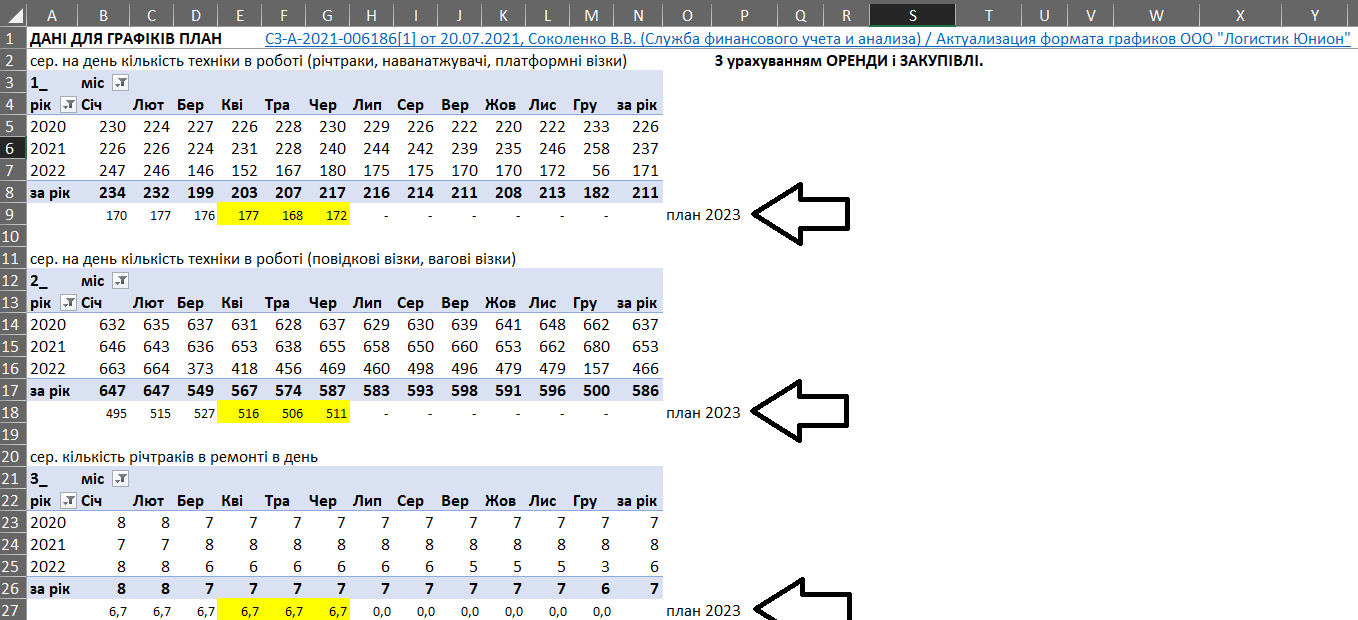 A B C D E F G H I J K L M N O P Q R S T U V W X Y
1 ДАНІ ДЛЯ ГРАФІКІВ ПЛАН СЗ-А-2021-006186[1] от 20.07.2021, Соколенко В.В. (Служба финансового учета и анализа) / Актуализация формата графиков ООО "Логистик Юнион"
2 сер. на день кількість техніки в роботі (річтраки, наванатжувачі, платформні візки) З урахуванням ОРЕНДИ і ЗАКУПІВЛІ.
3 1_ міс
4 рік Січ Лют Бер Кві Тра Чер Лип Сер Вер Жов Лис Гру за рік
5 2020 230 224 227 226 228 230 229 226 222 220 222 233 226
6 2021 226 226 224 231 228 240 244 242 239 235 246 258 237
7 2022 247 246 146 152 167 180 175 175 170 170 172 56 171
8 за рік 234 232 199 203 207 217 216 214 211 208 213 182 211
9 170 177 176 177 168 172 - - - - - - план 2023
10
11 сер. на день кількість техніки в роботі (повідкові візки, вагові візки)
12 2_ міс
13 рік Січ Лют Бер Кві Тра Чер Лип Сер Вер Жов Лис Гру за рік
14 2020 632 635 637 631 628 637 629 630 639 641 648 662 637
15 2021 646 643 636 653 638 655 658 650 660 653 662 680 653
16 2022 663 664 373 418 456 469 460 498 496 479 479 157 466
17 за рік 647 647 549 567 574 587 583 593 598 591 596 500 586
18 495 515 527 516 506 511 - - - - - - план 2023
19
20 сер. кількість річтраків в ремонті в день
21 3_ міс
22 рік Січ Лют Бер Кві Тра Чер Лип Сер Вер Жов Лис Гру за рік
23 2020 8 8 7 7 7 7 7 7 7 7 7 7 7
24 2021 7 7 8 8 8 8 8 8 8 8 8 8 8
25 2022 8 8 6 6 6 6 6 6 5 5 5 3 6
26 за рік 8 8 7 7 7 7 7 7 7 7 7 6 7
27 6,7 6,7 6,7 6,7 6,7 6,7 0,0 0,0 0,0 0,0 0,0 0,0 план 2023